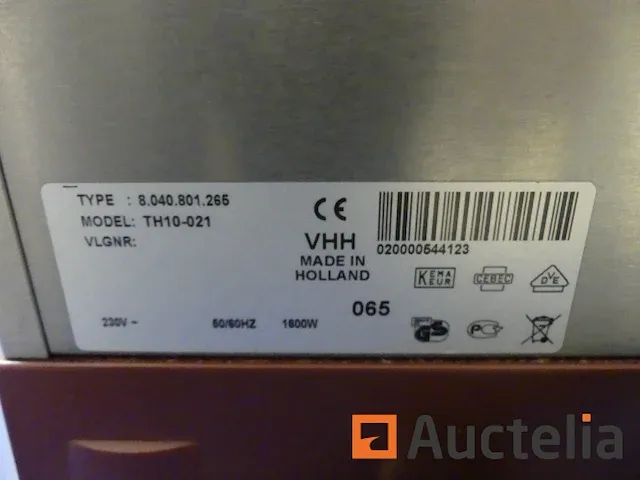 TYPE : 8.040.801.265
MODEL: TH10-021
VLGNR:
CE
VHH
MADE IN
HOLLAND
020000544123
KEMA
KEUR
CEBEC
DVE
065
GS
230V ~ 50/60HZ 1600W
Auctelia